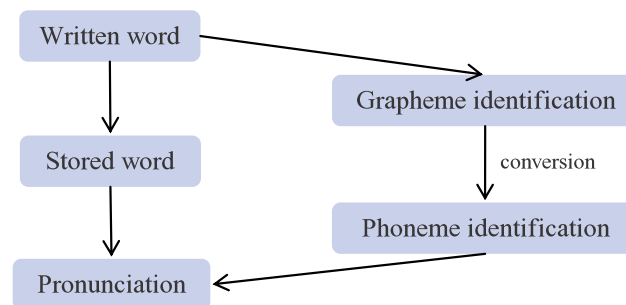 Written word
Grapheme identification
Stored word
conversion
Phoneme identification
Pronunciation